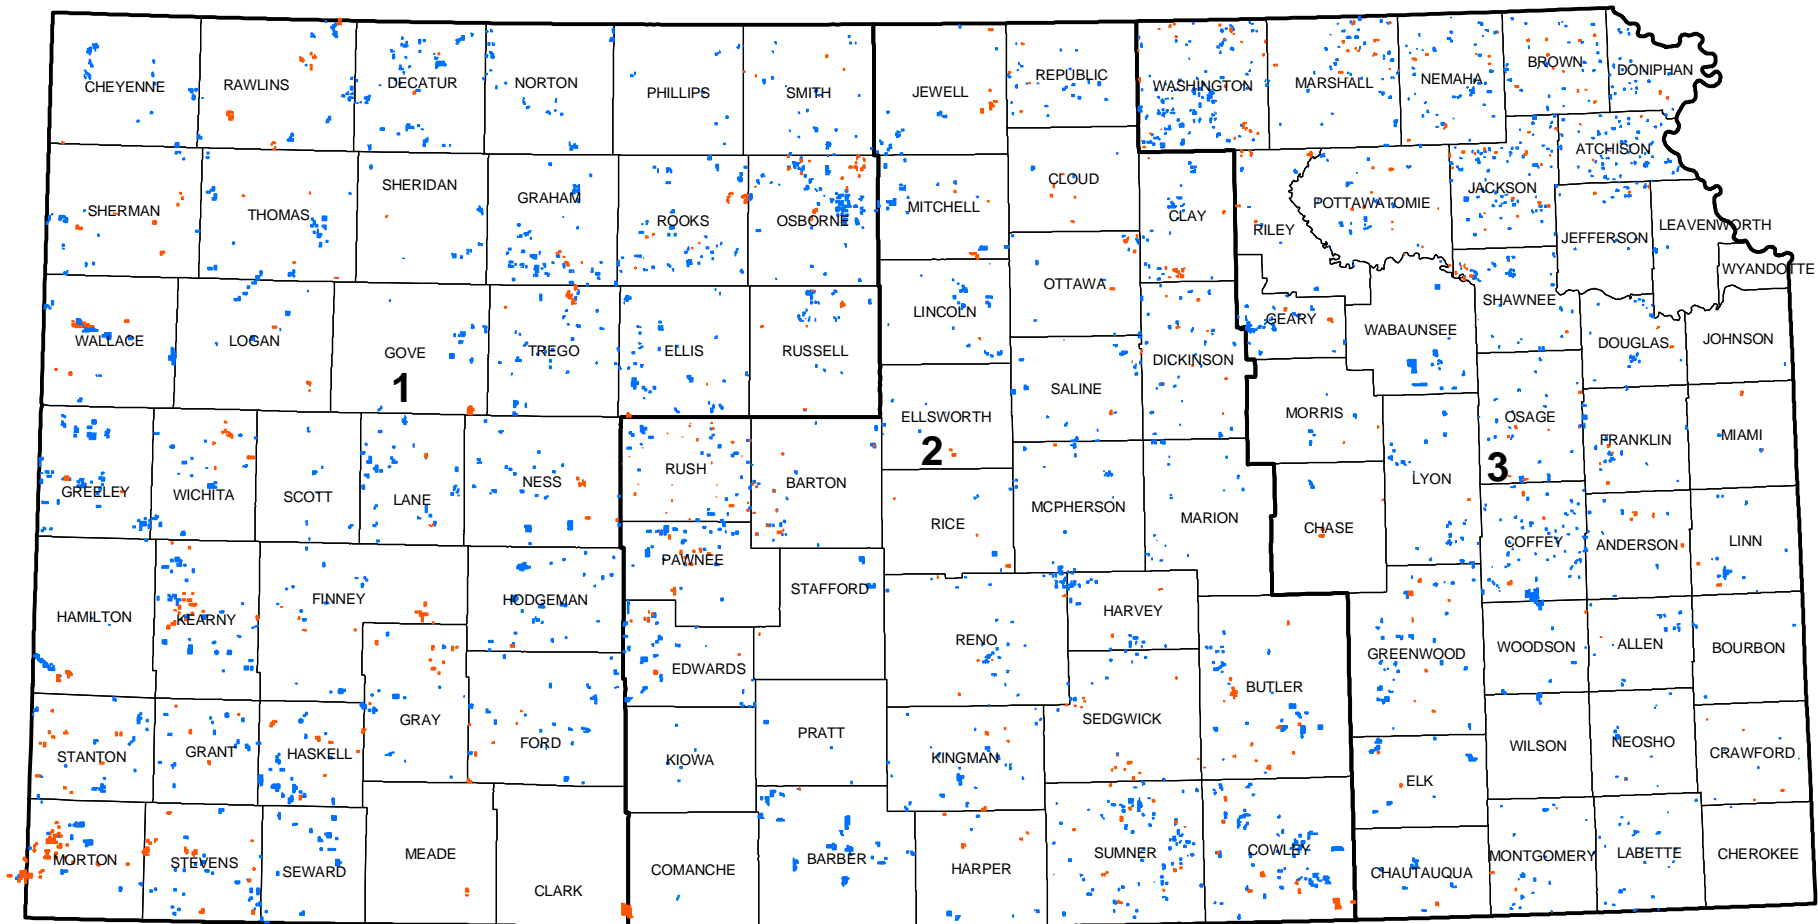 CHEYENNE
RAWLINS
DECATUR
NORTON
PHILLIPS
SMITH
JEWELL
REPUBLIC
WASHINGTON
MARSHALL
NEMAHA
BROWN
DONIPHAN
SHERMAN
THOMAS
SHERIDAN
GRAHAM
ROOKS
OSBORNE
MITCHELL
CLOUD
CLAY
RILEY
POTTAWATOMIE
JACKSON
ATCHISON
JEFFERSON
LEAVENWORTH
WYANDOTTE
WALLACE
LOGAN
GOVE
TREGO
ELLIS
RUSSELL
LINCOLN
OTTAWA
DICKINSON
GEARY
WABAUNSEE
SHAWNEE
DOUGLAS
JOHNSON
1
GREELEY
WICHITA
SCOTT
LANE
NESS
RUSH
BARTON
ELLSWORTH
2
SALINE
MORRIS
OSAGE
FRANKLIN
MIAMI
RICE
MCPHERSON
MARION
CHASE
LYON
3
COFFEY
ANDERSON
LINN
HAMILTON
KEARNY
FINNEY
HODGEMAN
PAWNEE
STAFFORD
EDWARDS
RENO
HARVEY
BUTLER
GREENWOOD
WOODSON
ALLEN
BOURBON
STANTON
GRANT
HASKELL
GRAY
FORD
KIOWA
PRATT
KINGMAN
SEDGWICK
ELK
WILSON
NEOSHO
CRAWFORD
MORTON
STEVENS
SEWARD
MEADE
CLARK
COMANCHE
BARBER
HARPER
SUMNER
COWLEY
CHAUTAUQUA
MONTGOMERY
LABETTE
CHEROKEE